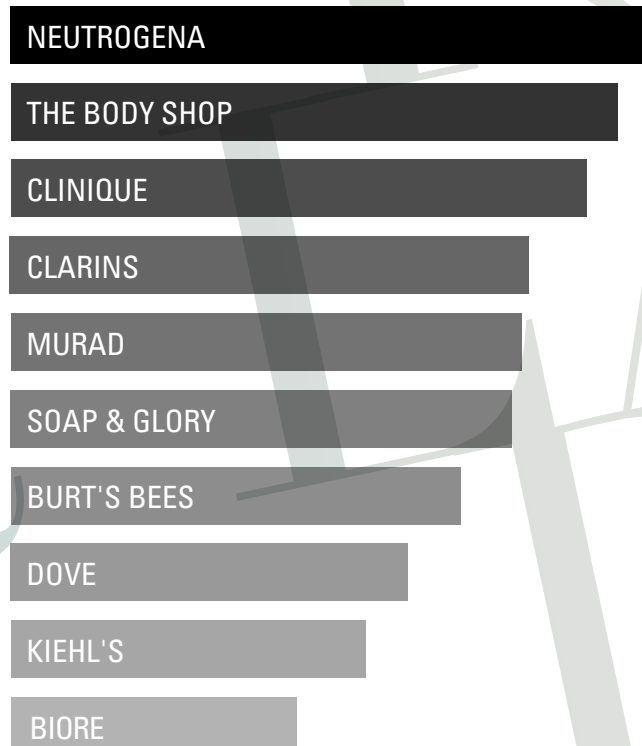 NEUTROGENA
THE BODY SHOP
CLINIQUE
CLARINS
MURAD
SOAP & GLORY
BURT'S BEES
DOVE
KIEHL'S
BIORE